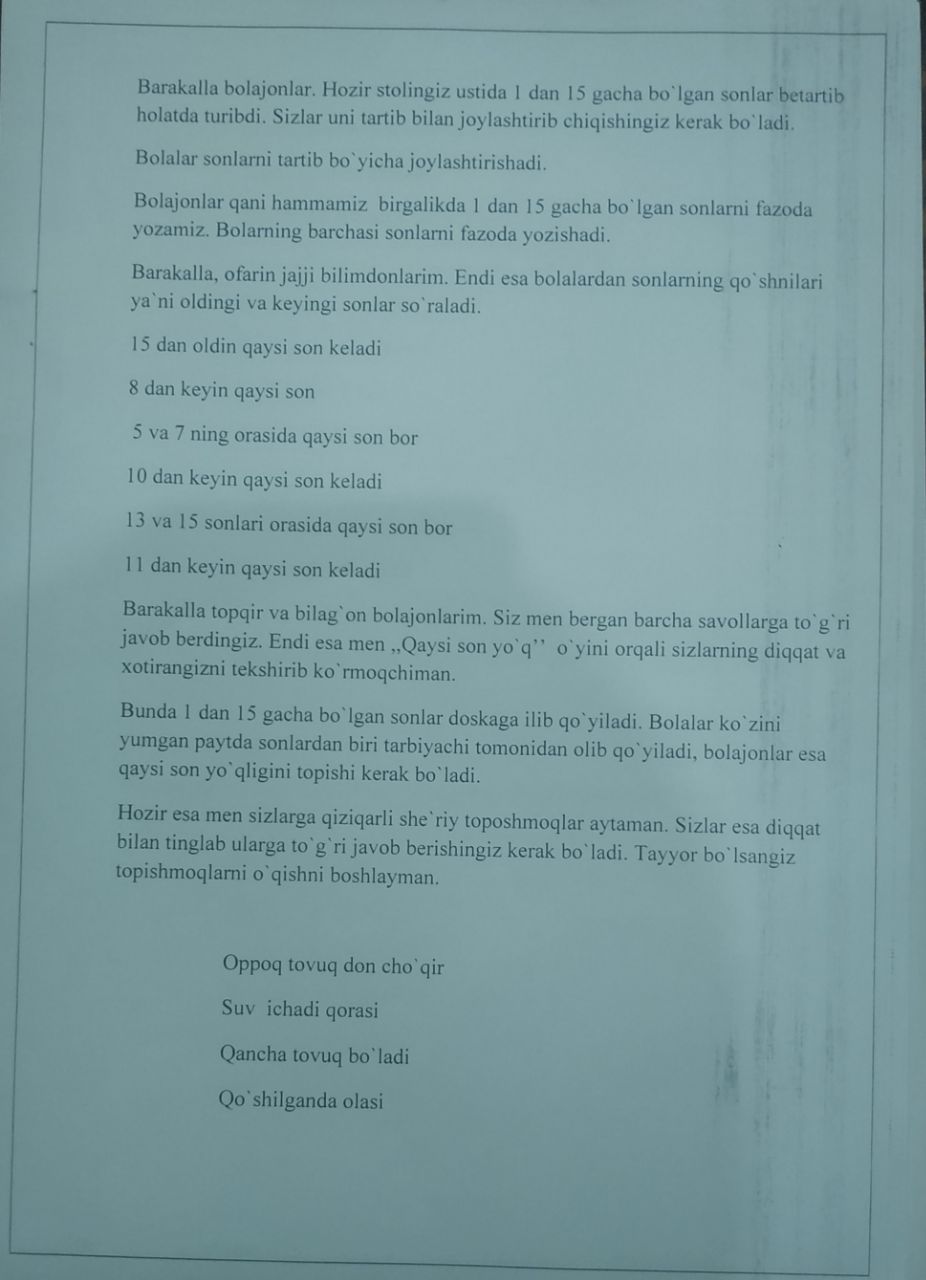 Barakalla bolajonlar. Hozir stolingiz ustida 1 dan 15 gacha bo`lgan sonlar betartib
holatda turibdi. Sizlar uni tartib bilan joylashtirib chiqishingiz kerak bo`ladi.
Bolalar sonlarni tartib bo`yicha joylashtirishadi.
Bolajonlar qani hammamiz birgalikda 1 dan 15 gacha bo`lgan sonlarni fazoda
yozamiz. Bolarning barchasi sonlarni fazoda yozishadi.
Barakalla, ofarin jajji bilimdonlarim. Endi esa bolalardan sonlarning qo`shnilari
ya`ni oldingi va keyingi sonlar so`raladi.
15 dan oldin qaysi son keladi
8 dan keyin qaysi son
5 va 7 ning orasida qaysi son bor
10 dan keyin qaysi son keladi
13 va 15 sonlari orasida qaysi son bor
11 dan keyin qaysi son keladi
Barakalla topqir va bilag`on bolajonlarim. Siz men bergan barcha savollarga to`g`ri
javob berdingiz. Endi esa men ,,Qaysi son yo`q’’ o`yini orqali sizlarning diqqat va
xotirangizni tekshirib ko`rmoqchiman.
Bunda 1 dan 15 gacha bo`lgan sonlar doskaga ilib qo`yiladi. Bolalar ko`zini
yumgan paytda sonlardan biri tarbiyachi tomonidan olib qo`yiladi, bolajonlar esa
qaysi son yo`qligini topishi kerak bo`ladi.
Hozir esa men sizlarga qiziqarli she`riy toposhmoqlar aytaman. Sizlar esa diqqat
bilan tinglab ularga to`g`ri javob berishingiz kerak bo`ladi. Tayyor bo`lsangiz
topishmoqlarni o`qishni boshlayman.
Oppoq tovuq don cho`qir
Suv ichadi qorasi
Qancha tovuq bo`ladi
Qo`shilganda olasi